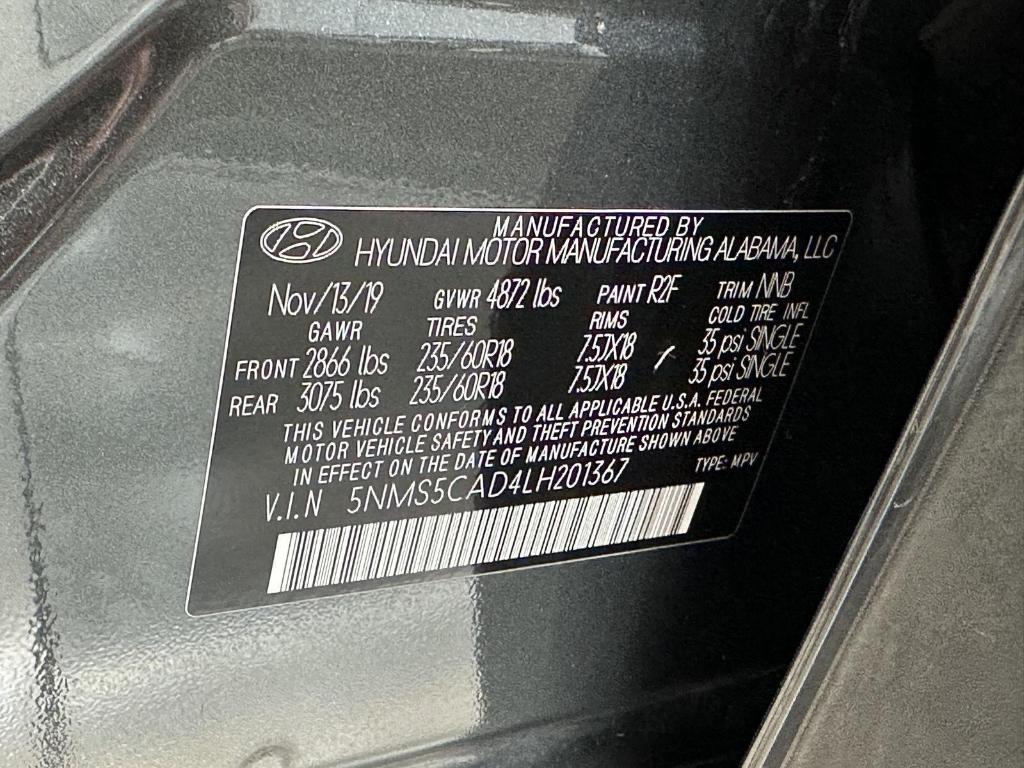 MANUFACTURED BY
HYUNDAI MOTOR MANUFACTURING ALABAMA, LLC
Nov/13/19 GVWR 4872 lbs PAINT R2F TRIM NNB
GAWR TIRES RIMS COLD TIRE INFL
FRONT 2866 lbs 235/60R18 7.5JX18 35 psi SINGLE
REAR 3075 lbs 235/60R18 7.5JX18 35 psi SINGLE
THIS VEHICLE CONFORMS TO ALL APPLICABLE U.S.A. FEDERAL
MOTOR VEHICLE SAFETY AND THEFT PREVENTION STANDARDS
IN EFFECT ON THE DATE OF MANUFACTURE SHOWN ABOVE
V.I.N 5NMS5CAD4LH201367 TYPE: MPV